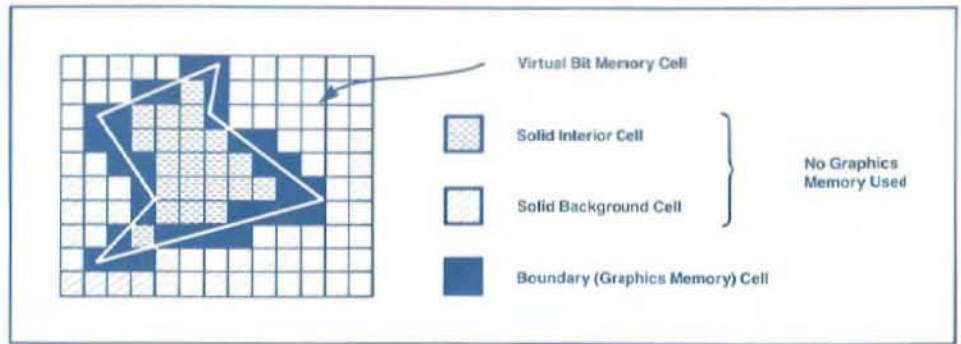 Virtual Bit Memory Cell
Solid Interior Cell
No Graphics
Memory Used
Solid Background Cell
Boundary (Graphics Memory) Cell